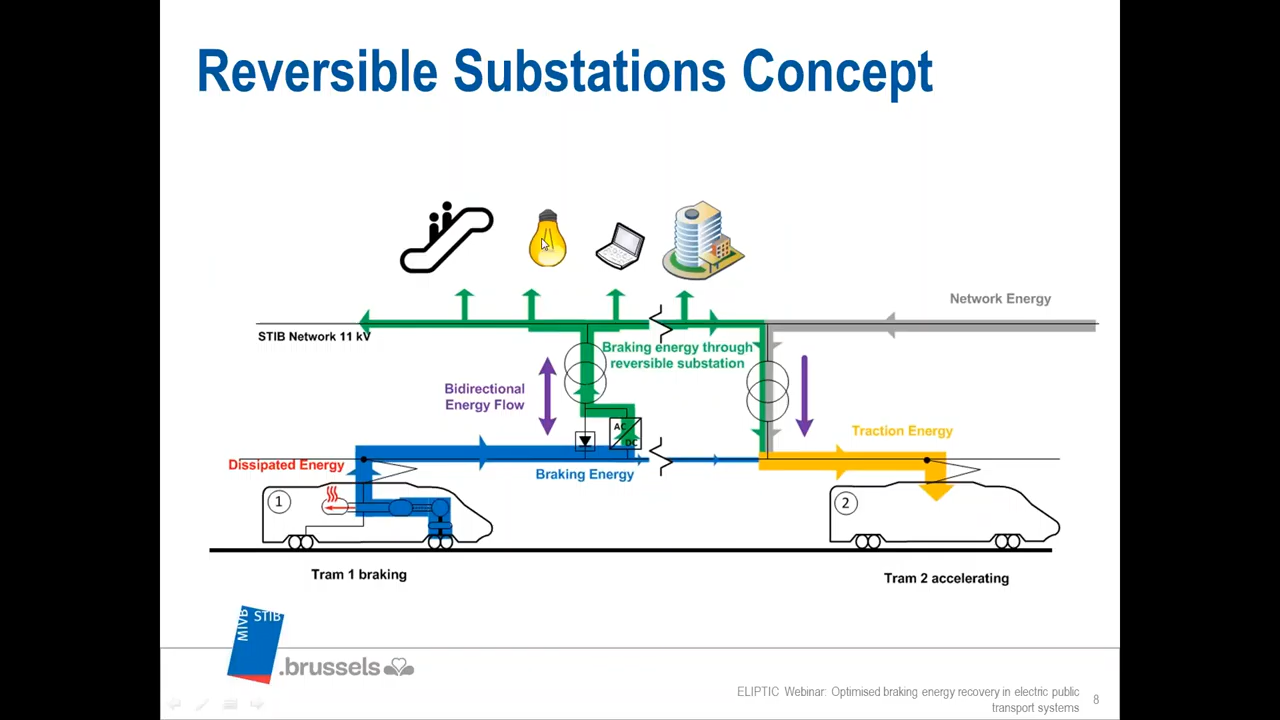 Reversible Substations Concept
Network Energy
STIB Network 11 kV
Braking energy through
reversible substation
Bidirectional
Energy Flow
AC
DC
Traction Energy
Dissipated Energy
Braking Energy
1
2
Tram 1 braking
Tram 2 accelerating
MIVB
STIB
.brussels
ELIPTIC Webinar: Optimised braking energy recovery in electric public
transport systems
8